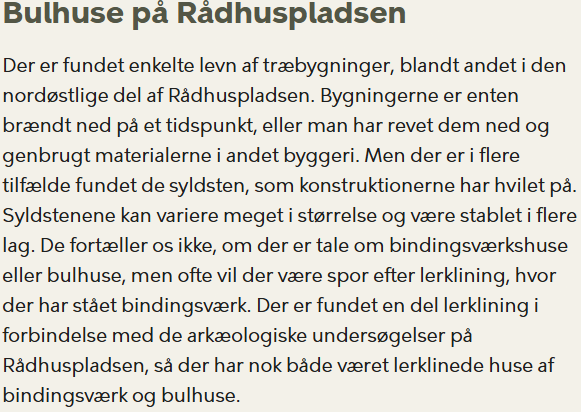 Bulhuse på Rådhuspladsen
Der er fundet enkelte levn af træbygninger, blandt andet i den
nordøstlige del af Rådhuspladsen. Bygningerne er enten
brændt ned på et tidspunkt, eller man har revet dem ned og
genbrugt materialerne i andet byggeri. Men der er i flere
tilfælde fundet de syldsten, som konstruktionerne har hvilet på.
Syldstenene kan variere meget i størrelse og være stablet i flere
lag. De fortæller os ikke, om der er tale om bindingsværkshuse
eller bulhuse, men ofte vil der være spor efter lerklining, hvor
der har stået bindingsværk. Der er fundet en del lerklining i
forbindelse med de arkæologiske undersøgelser på
Rådhuspladsen, så der har nok både været lerklinede huse af
bindingsværk og bulhuse.